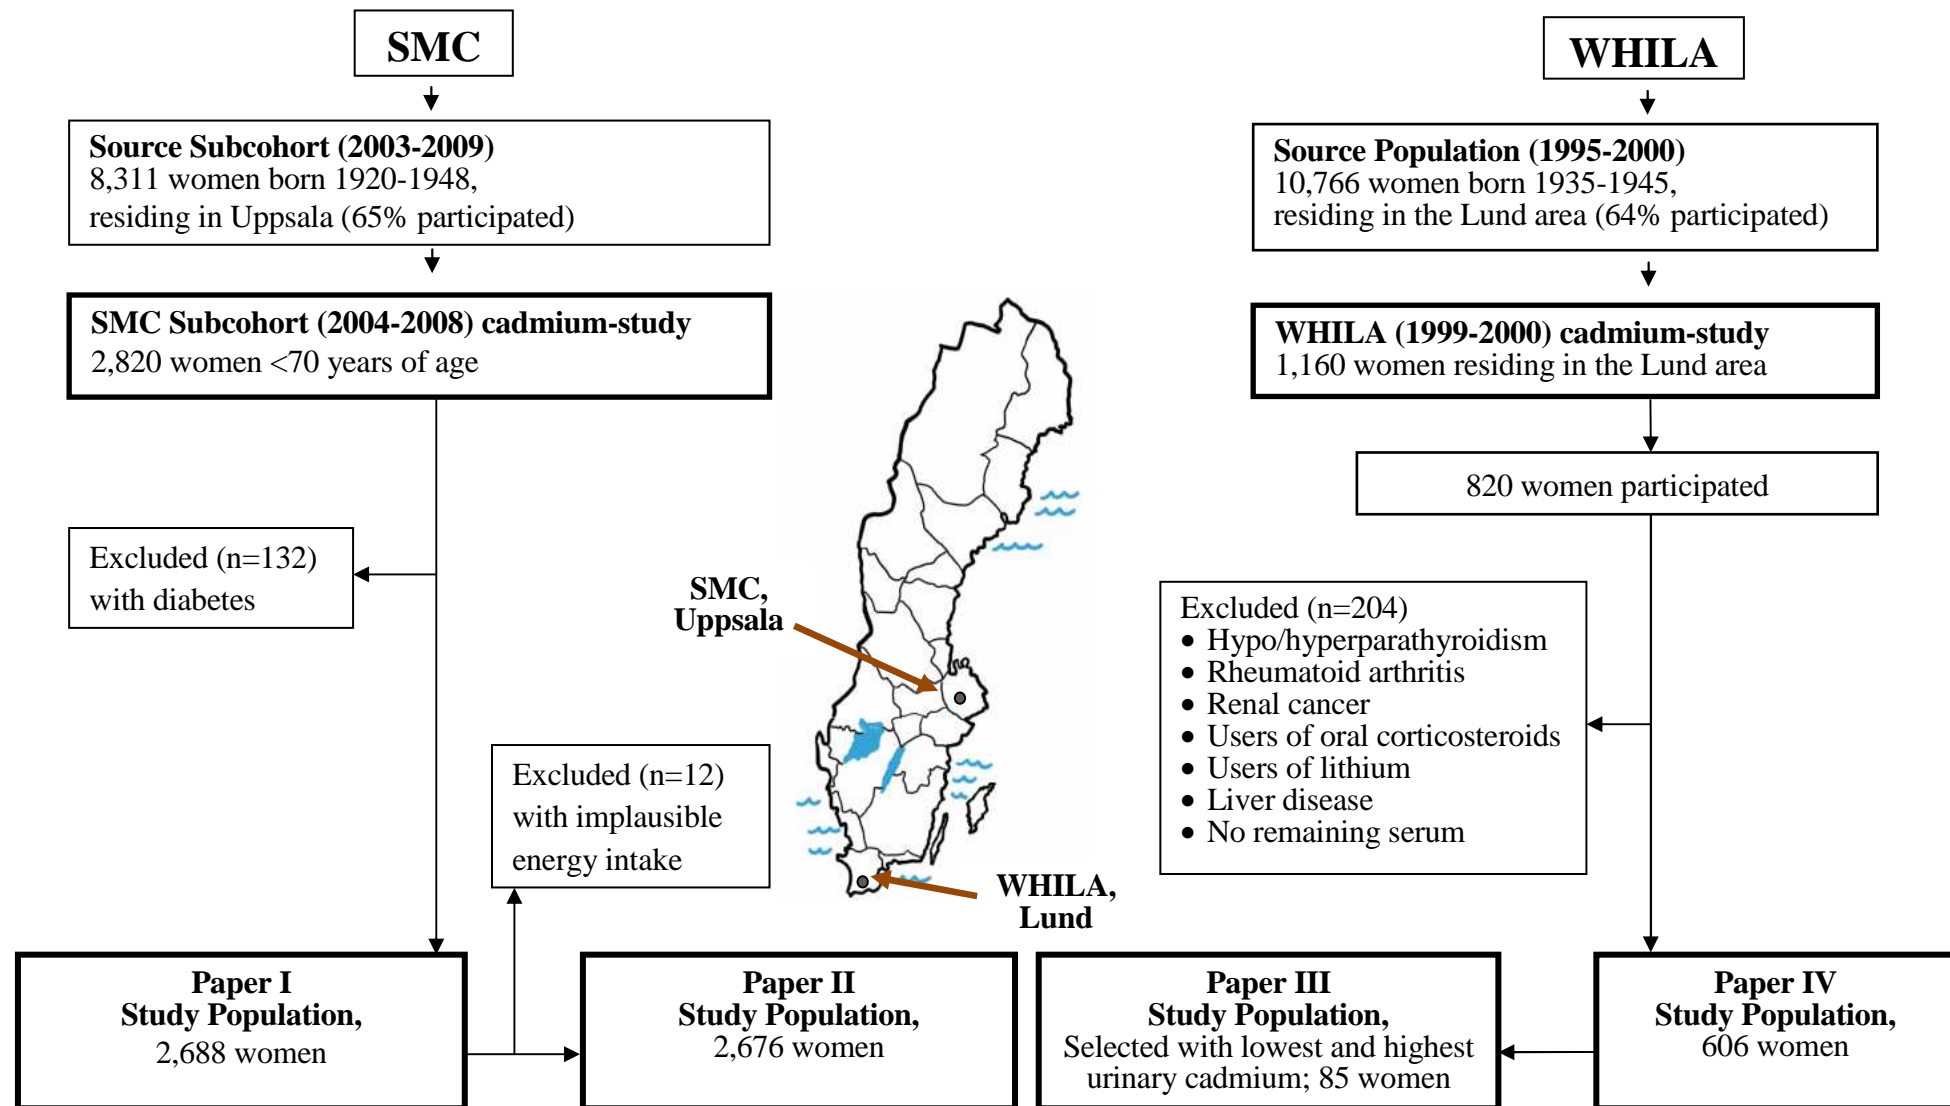 SMC
Source Subcohort (2003-2009)
8,311 women born 1920-1948,
residing in Uppsala (65% participated)
SMC Subcohort (2004-2008) cadmium-study
2,820 women <70 years of age
Excluded (n=132)
with diabetes
Excluded (n=12)
with implausible
energy intake
Paper I
Study Population,
2,688 women
Paper II
Study Population,
2,676 women
SMC,
Uppsala
WHILA,
Lund
WHILA
Source Population (1995-2000)
10,766 women born 1935-1945,
residing in the Lund area (64% participated)
WHILA (1999-2000) cadmium-study
1,160 women residing in the Lund area
820 women participated
Excluded (n=204)
• Hypo/hyperparathyroidism
• Rheumatoid arthritis
• Renal cancer
• Users of oral corticosteroids
• Users of lithium
• Liver disease
• No remaining serum
Paper III
Study Population,
Selected with lowest and highest
urinary cadmium; 85 women
Paper IV
Study Population,
606 women